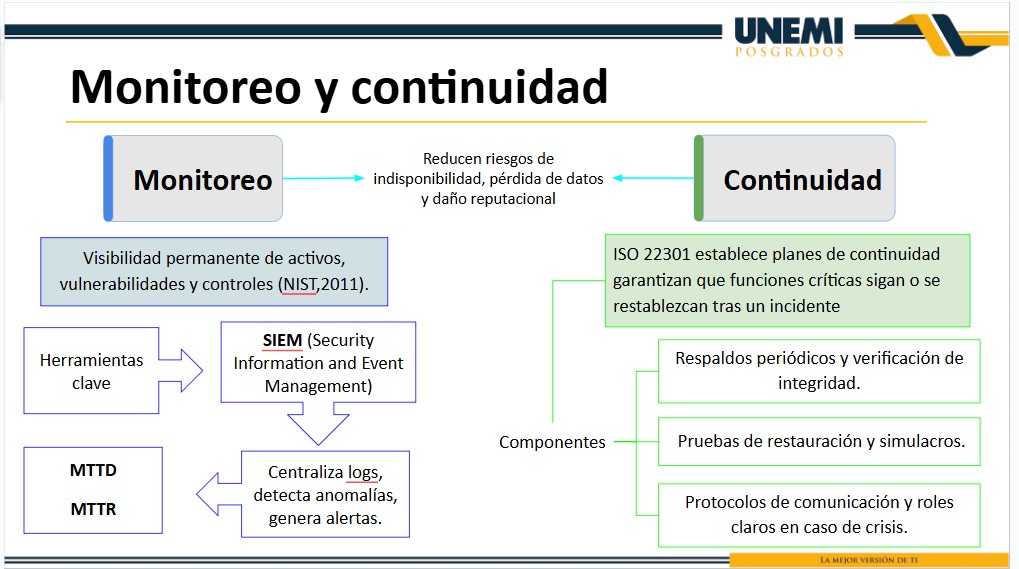 UNEMI
POSGRADOS
Monitoreo y continuidad
Monitoreo
Reducen riesgos de
indisponibilidad, pérdida de datos
y daño reputacional
Continuidad
Visibilidad permanente de activos,
vulnerabilidades y controles (NIST,2011).
Herramientas
clave
SIEM (Security
Information and Event
Management)
Centraliza logs,
detecta anomalías,
genera alertas.
MTTD
MTTR
ISO 22301 establece planes de continuidad
garantizan que funciones críticas sigan o se
restablezcan tras un incidente
Componentes
Respaldos periódicos y verificación de
integridad.
Pruebas de restauración y simulacros.
Protocolos de comunicación y roles
claros en caso de crisis.
LA MEJOR VERSIÓN DE TI